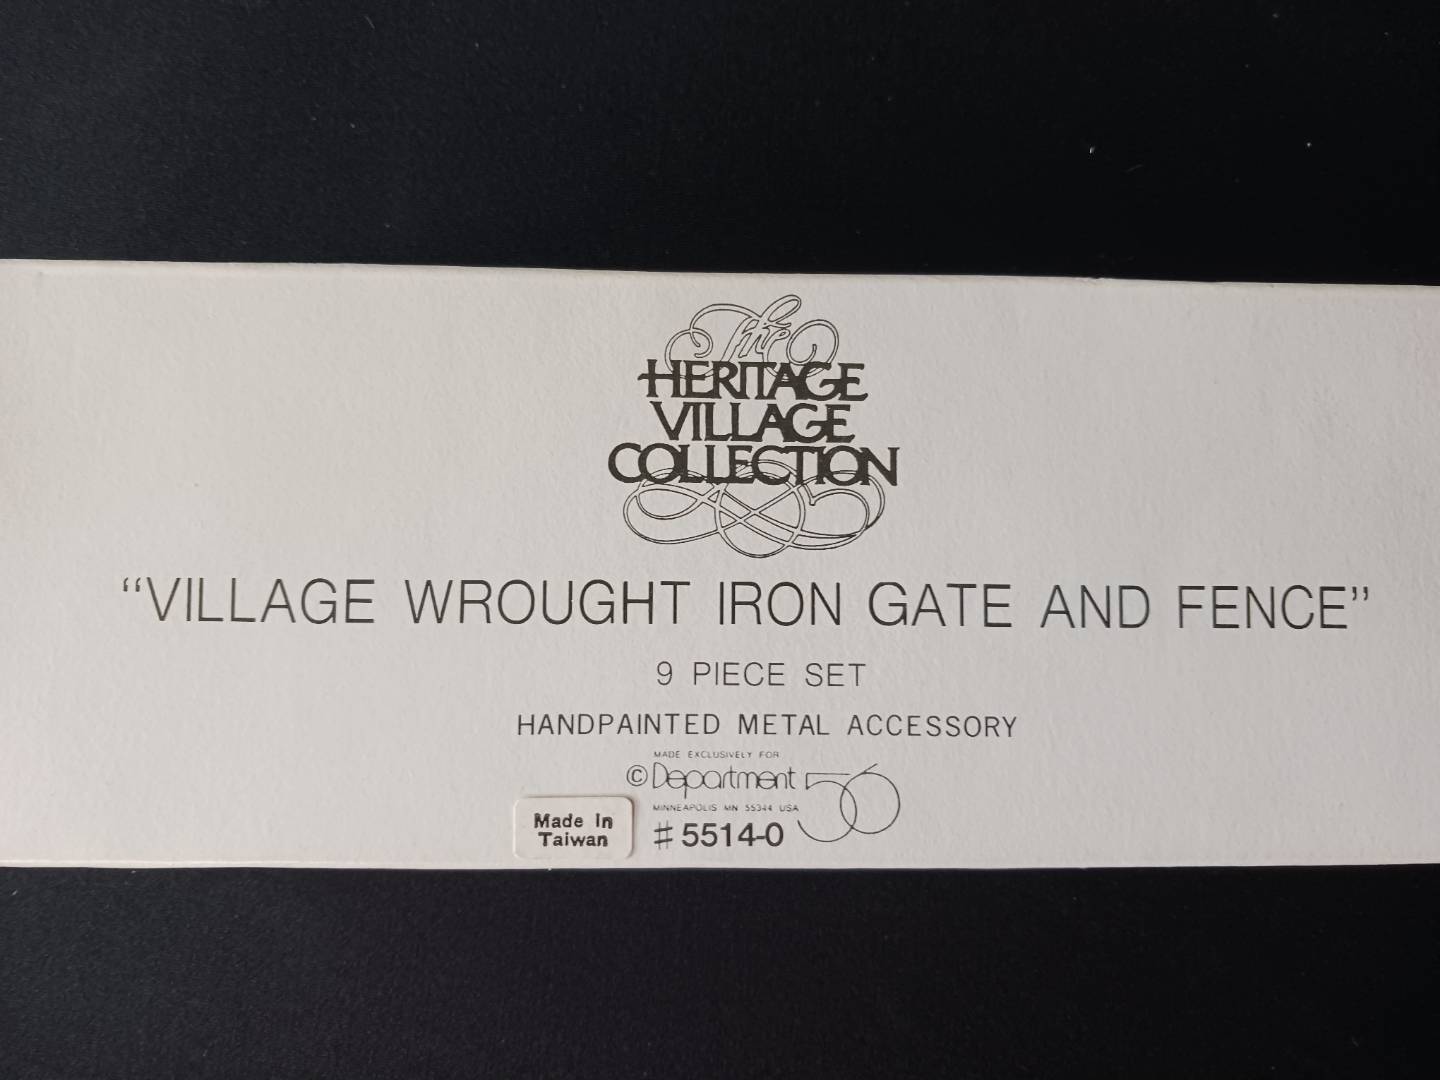 The
HERITAGE
VILLAGE
COLLECTION
"VILLAGE WROUGHT IRON GATE AND FENCE"
9 PIECE SET
HANDPAINTED METAL ACCESSORY
MADE EXCLUSIVELY FOR
©Department 56
MINNEAPOLIS MN 55344 USA
#5514-0
Made In
Taiwan